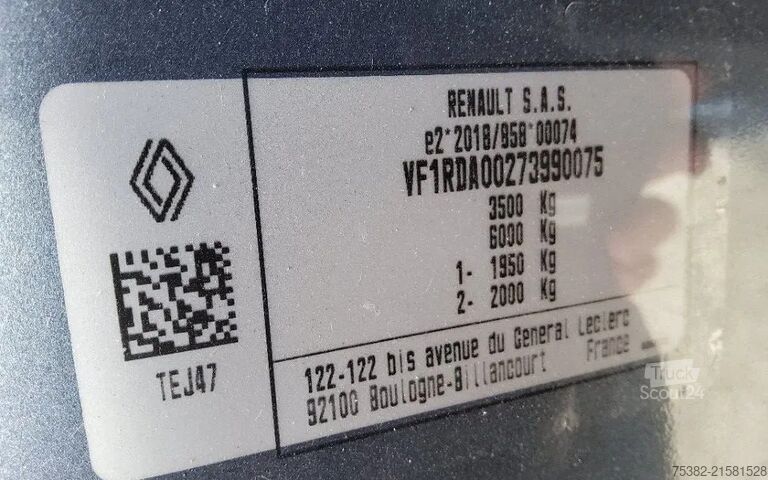 RENAULT S.A.S.
e2*2018/858*00074
VF1RDA00273990075
3500 Kg
6000 Kg
1- 1950 Kg
2- 2000 Kg
TEJ47
122-122 bis avenue du General Leclerc
92100 Boulogne-Billancourt France
Truck
Scout24
75382-21581528